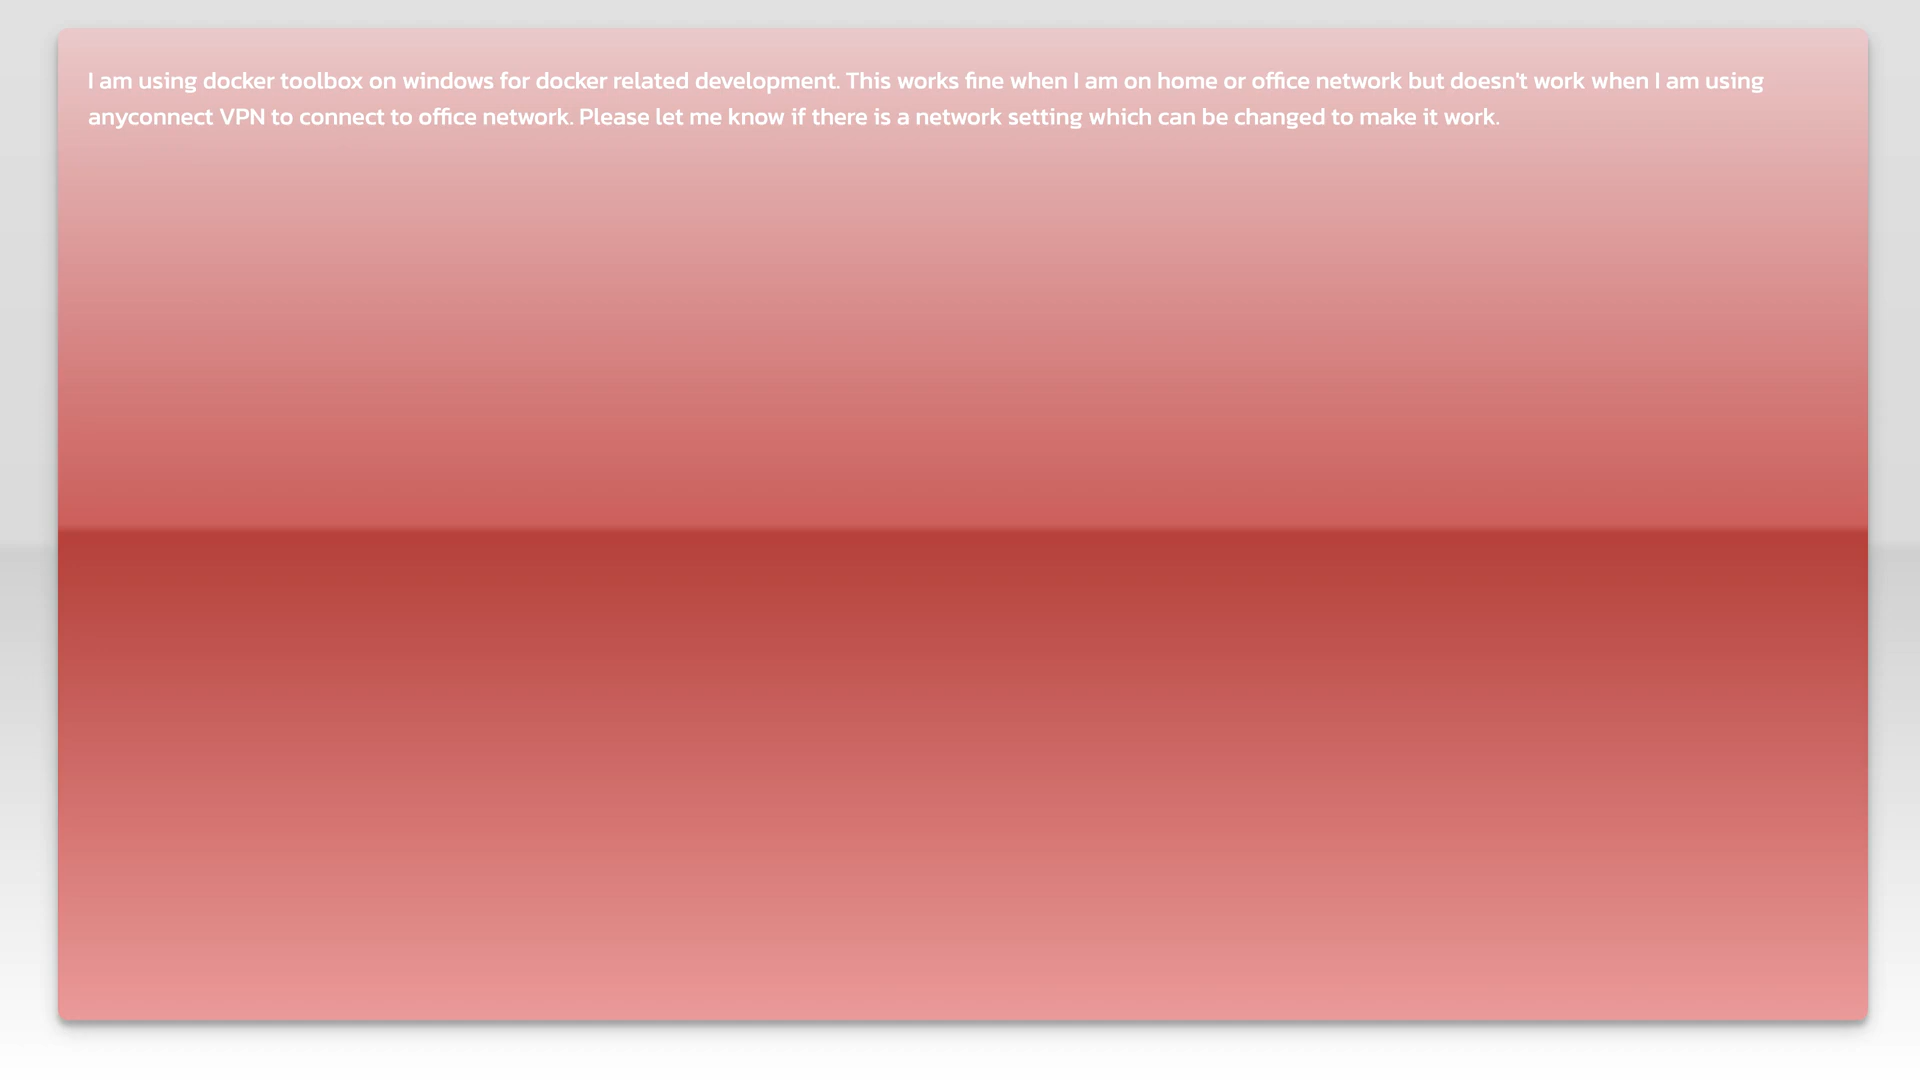 I am using docker toolbox on windows for docker related development. This works fine when I am on home or office network but doesn't work when I am using
anyconnect VPN to connect to office network. Please let me know if there is a network setting which can be changed to make it work.